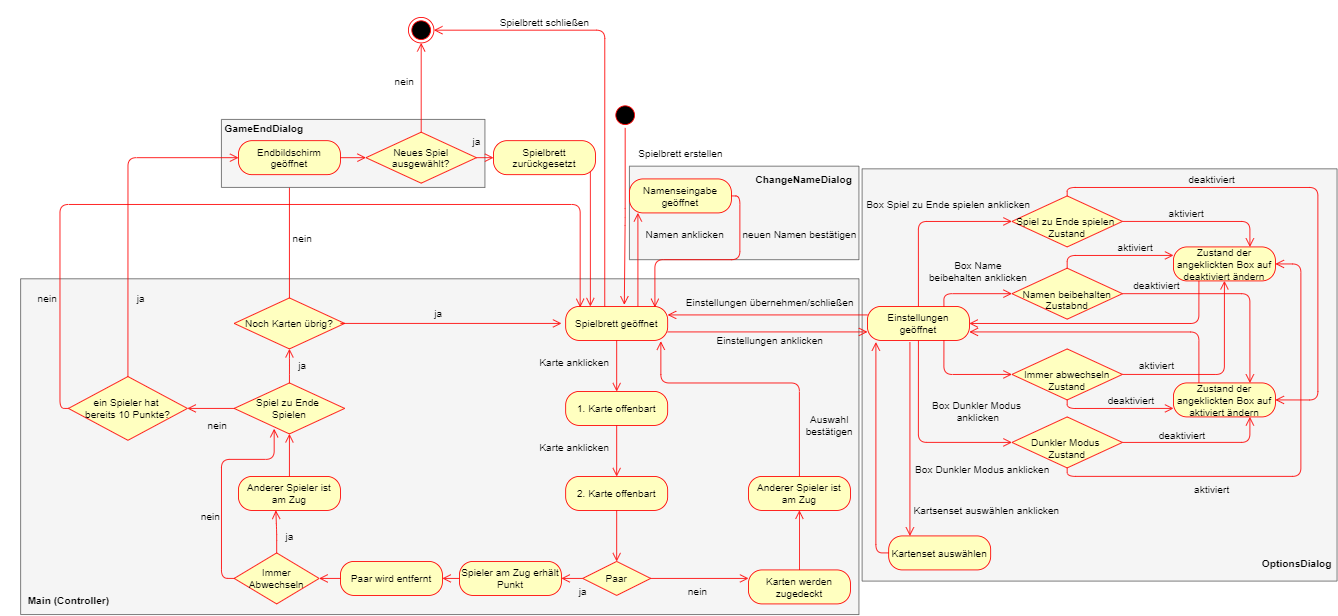 Spielbrett schließen
nein
GameEndDialog
Endbildschirm
geöffnet
Neues Spiel
ausgewählt?
ja
Spielbrett
zurückgesetzt
Spielbrett erstellen
ChangeNameDialog
Namenseingabe
geöffnet
Namen anklicken
neuen Namen bestätigen
nein
nein
ja
Noch Karten übrig?
ja
ja
ein Spieler hat
bereits 10 Punkte?
nein
Spiel zu Ende
Spielen
Anderer Spieler ist
am Zug
nein
ja
Immer
Abwechseln
Paar wird entfernt
Spieler am Zug erhält
Punkt
ja
Paar
nein
Karten werden
zugedeckt
Anderer Spieler ist
am Zug
Auswahl
bestätigen
Spielbrett geöffnet
Karte anklicken
1. Karte offenbart
Karte anklicken
2. Karte offenbart
Main (Controller)
Einstellungen übernehmen/schließen
Einstellungen anklicken
Einstellungen
geöffnet
deaktiviert
Box Spiel zu Ende spielen anklicken
Spiel zu Ende spielen
Zustand
aktiviert
aktiviert
Box Name
beibehalten anklicken
Zustand der
angeklickten Box auf
deaktiviert ändern
Namen beibehalten
Zustabnd
deaktiviert
Immer abwechseln
Zustand
aktiviert
deaktiviert
Zustand der
angeklickten Box auf
aktiviert ändern
Box Dunkler Modus
anklicken
Dunkler Modus
Zustand
deaktiviert
Box Dunkler Modus anklicken
aktiviert
Kartsenset auswählen anklicken
Kartenset auswählen
OptionsDialog